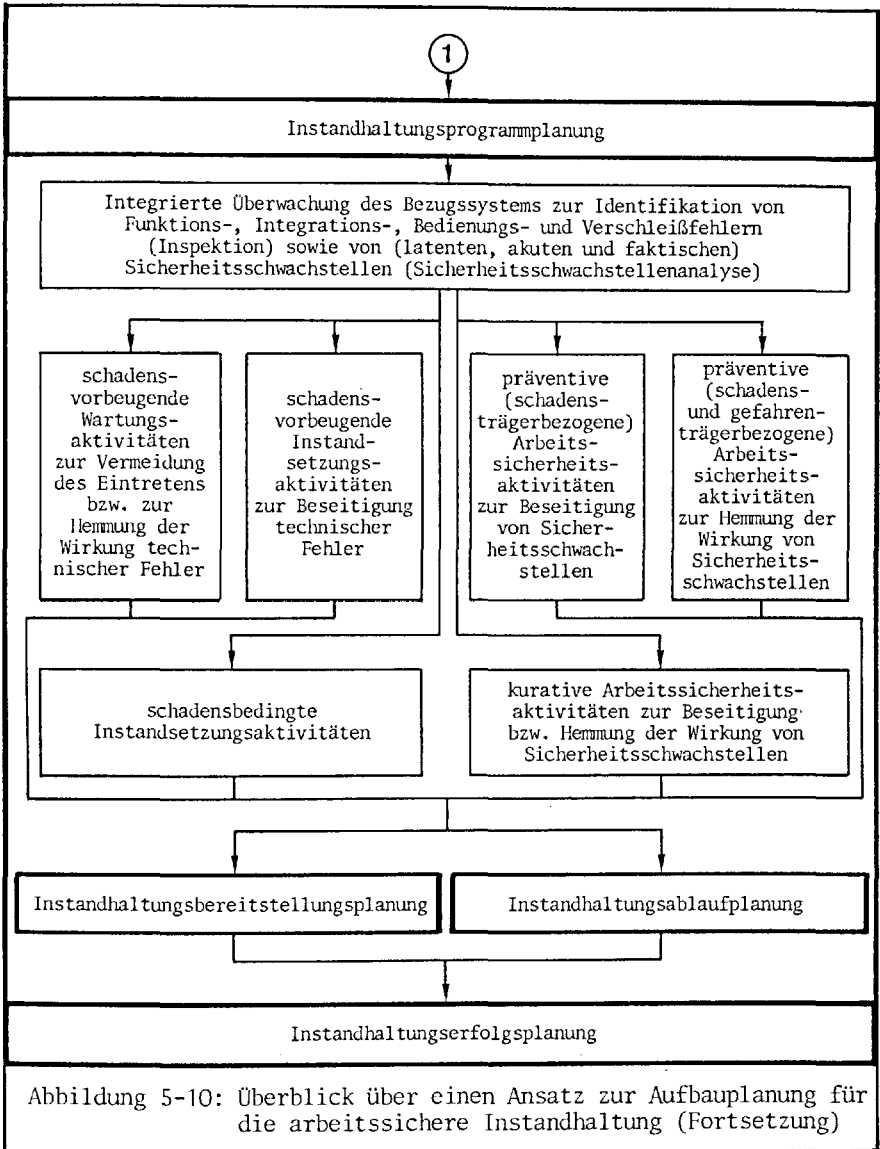 1
Instandhaltungsprogrammplanung
Integrierte Überwachung des Bezugssystems zur Identifikation von
Funktions-, Integrations-, Bedienungs- und Verschleißfehlern
(Inspektion) sowie von (latenten, akuten und faktischen)
Sicherheitsschwachstellen (Sicherheitsschwachstellenanalyse)
schadens-
vorbeugende
Wartungs-
aktivitäten
zur Vermeidung
des Eintretens
bzw. zur
Hemmung der
Wirkung tech-
nischer Fehler
schadens-
vorbeugende
Instand-
setzungs-
aktivitäten
zur Beseitigung
technischer
Fehler
präventive
(schadens-
trägerbezogene)
Arbeits-
sicherheits-
aktivitäten
zur Beseitigung
von Sicher-
heitsschwach-
stellen
präventive
(schadens-
und gefahren-
trägerbezogene)
Arbeits-
sicherheits-
aktivitäten
zur Hemmung der
Wirkung von
Sicherheits-
schwachstellen
schadensbedingte
Instandsetzungsaktivitäten
kurative Arbeitssicherheits-
aktivitäten zur Beseitigung
bzw. Hemmung der Wirkung von
Sicherheitsschwachstellen
Instandhaltungsbereitstellungsplanung
Instandhaltungsablaufplanung
Instandhaltungserfolgsplanung
Abbildung 5-10: Überblick über einen Ansatz zur Aufbauplanung für
die arbeitssichere Instandhaltung (Fortsetzung)